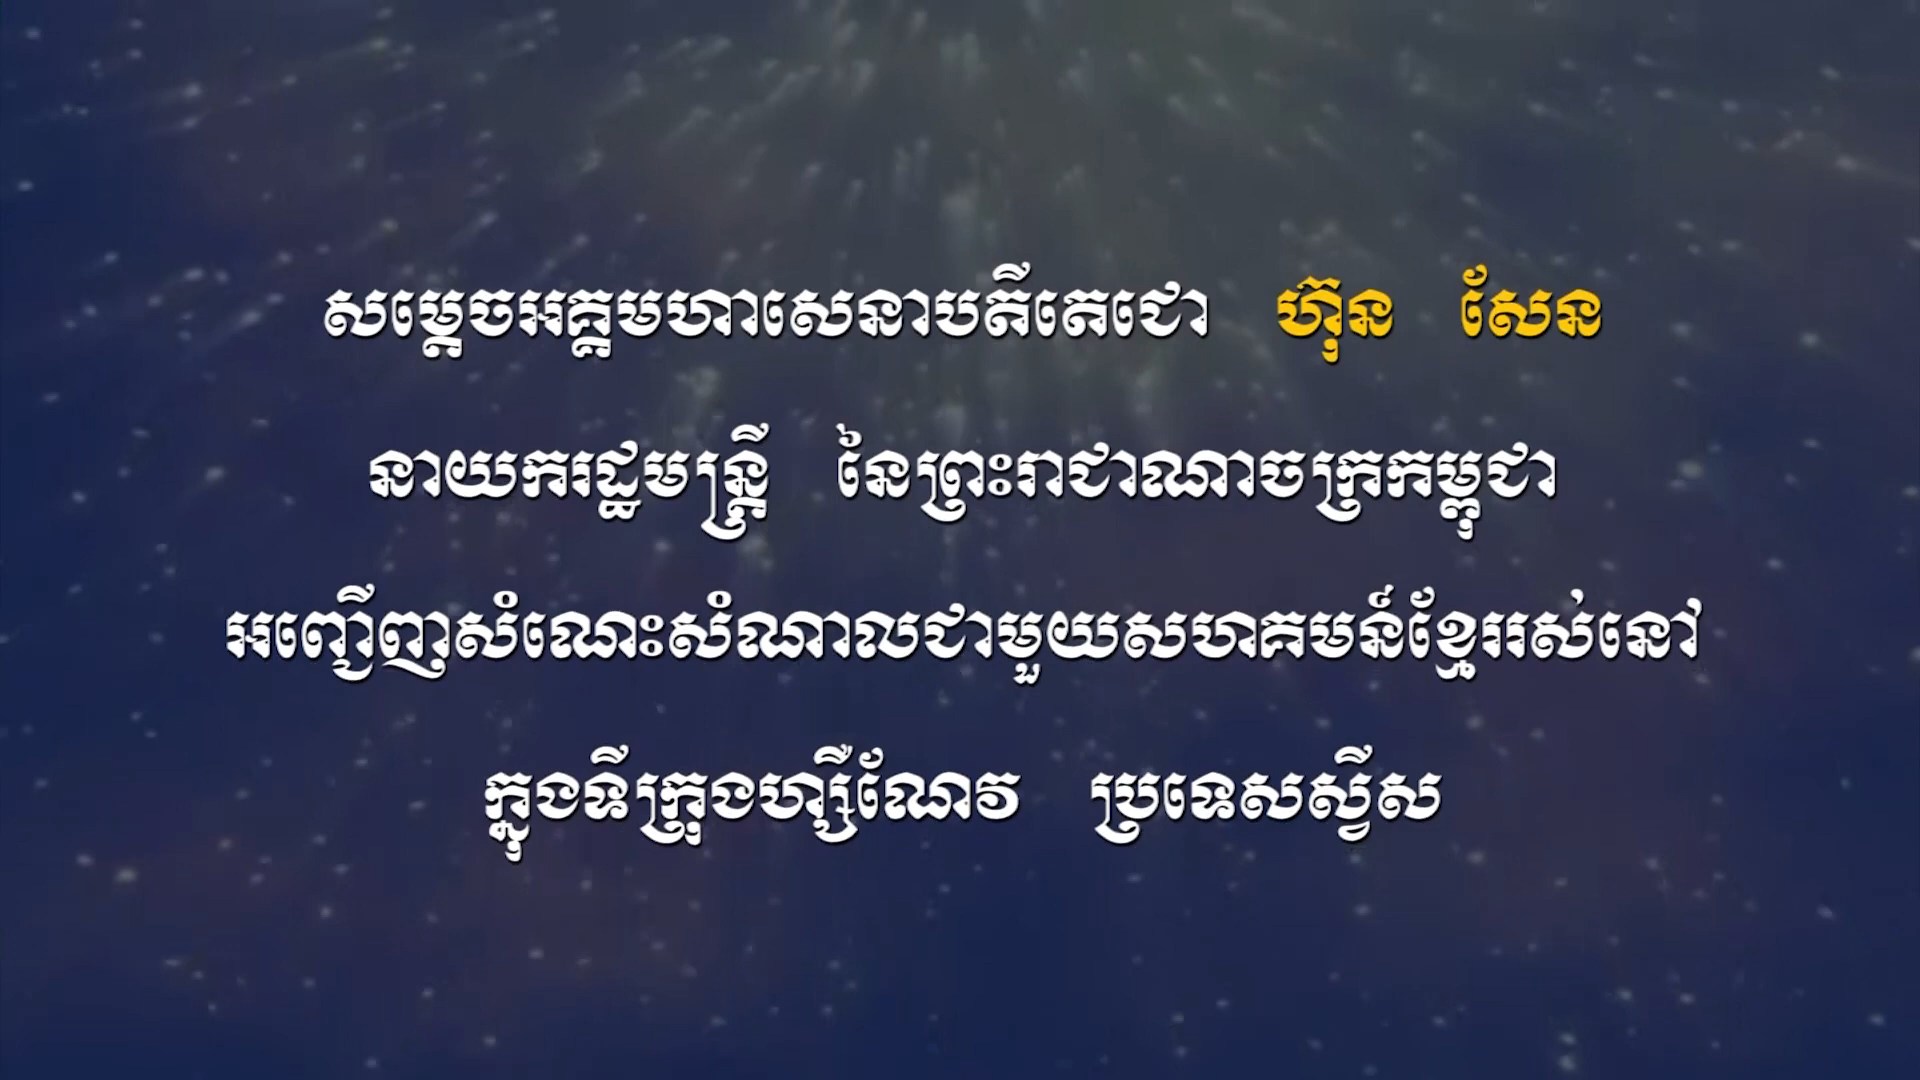 សម្តេចអគ្គមហាសេនាបតីតេជោ ហ៊ុន សែន
នាយករដ្ឋមន្ត្រី នៃព្រះរាជាណាចក្រកម្ពុជា
អញ្ជើញសំណេះសំណាលជាមួយសហគមន៍ខ្មែររស់នៅ
ក្នុងទីក្រុងហ្សឺណែវ ប្រទេសស្វីស